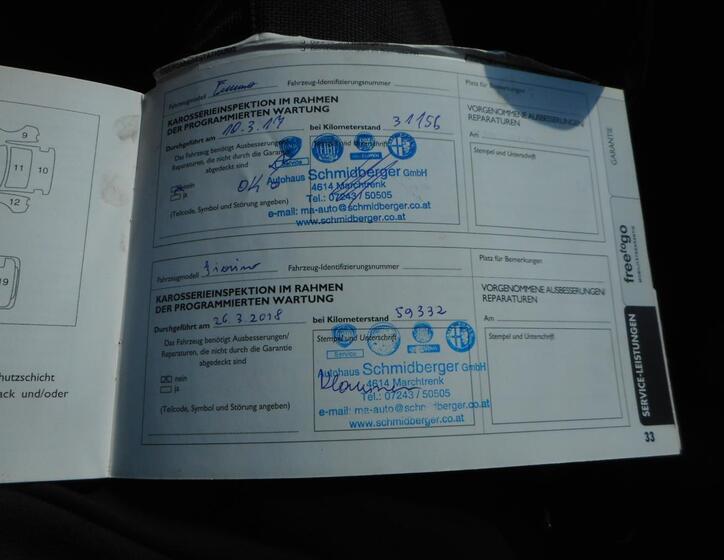 Fahrzeugmodell Fiorino Fahrzeug-Identifizierungsnummer
Platz für Bemerkungen
KAROSSERIEINSPEKTION IM RAHMEN
DER PROGRAMMIERTEN WARTUNG
VORGENOMMENE AUSBESSERUNGEN/
REPARATUREN
Durchgeführt am 10.3.17 bei Kilometerstand 31156
Am
Das Fahrzeug benötigt Ausbesserungen/
Reparaturen, die nicht durch die Garantie
abgedeckt sind
Stempel und Unterschrift
Stempel und Unterschrift
nein
ja
(Teilcode, Symbol und Störung angeben)
Service
Autohaus Schmidberger GmbH
4614 Marchtrenk
Tel.: 07243/50505
e-mail: ma-auto@schmidberger.co.at
www.schmidberger.co.at
Fahrzeugmodell Fiorino Fahrzeug-Identifizierungsnummer
Platz für Bemerkungen
KAROSSERIEINSPEKTION IM RAHMEN
DER PROGRAMMIERTEN WARTUNG
VORGENOMMENE AUSBESSERUNGEN/
REPARATUREN
Durchgeführt am 26.3.2018 bei Kilometerstand 59332
Am
Das Fahrzeug benötigt Ausbesserungen/
Reparaturen, die nicht durch die Garantie
abgedeckt sind
Stempel und Unterschrift
Stempel und Unterschrift
nein
ja
(Teilcode, Symbol und Störung angeben)
Service
Autohaus Schmidberger GmbH
4614 Marchtrenk
Tel.: 07243/50505
e-mail: ma-auto@schmidberger.co.at
www.schmidberger.co.at
GARANTIE
freetogo
SERVICE-LEISTUNGEN
33
9
11
10
12
19
hutzschicht
ack und/oder